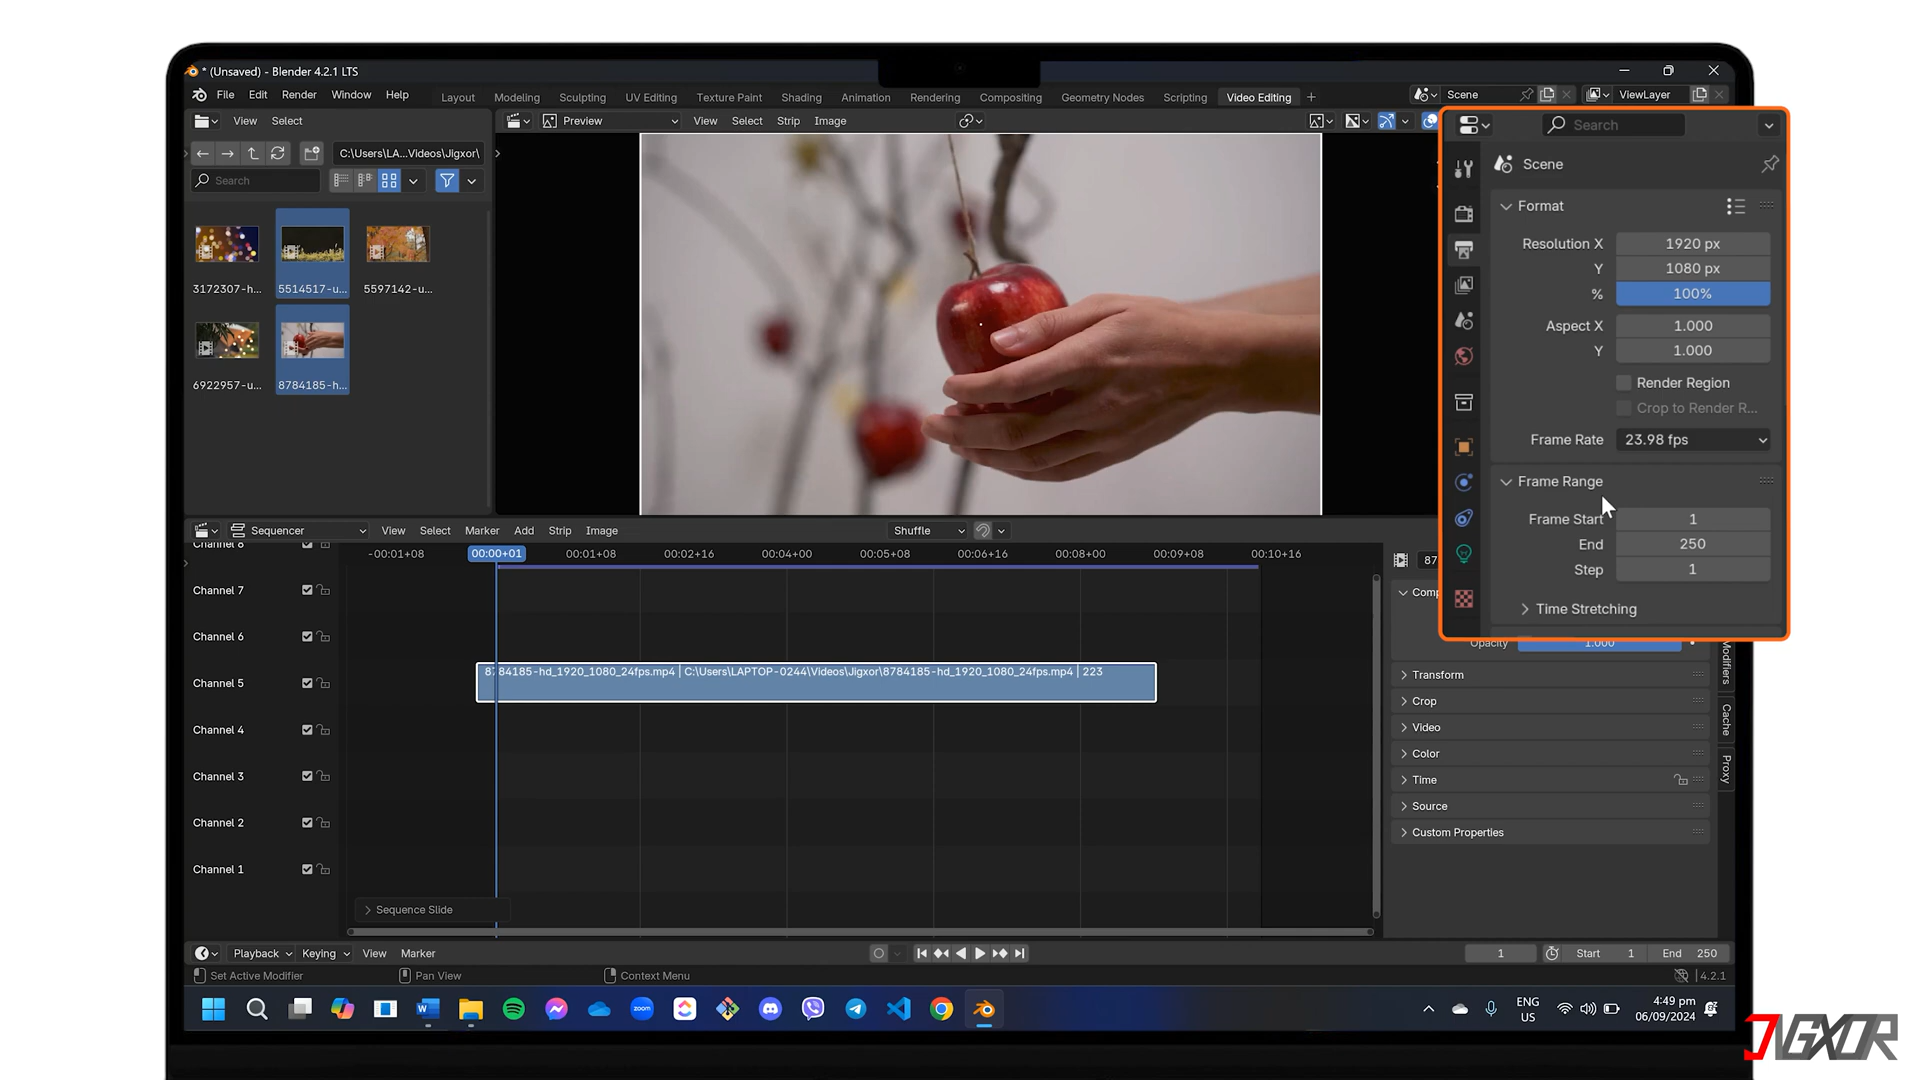 * (Unsaved) - Blender 4.2.1 LTS
File Edit Render Window Help
Layout Modeling Sculpting UV Editing Texture Paint Shading Animation Rendering Compositing Geometry Nodes Scripting Video Editing +
Scene ViewLayer
View Select
Preview View Select Strip Image
C:\Users\LA...Videos\Jigxor\
Search
3172307-h... 5514517-u... 5597142-u...
6922957-u... 8784185-h...
Search
Scene
Format
Resolution X 1920 px
Y 1080 px
% 100%
Aspect X 1.000
Y 1.000
Render Region
Crop to Render R...
Frame Rate 23.98 fps
Frame Range
Frame Start 1
End 250
Step 1
Time Stretching
Sequencer View Select Marker Add Strip Image Shuffle
-00:01+08 00:00+01 00:01+08 00:02+16 00:04+00 00:05+08 00:06+16 00:08+00 00:09+08 00:10+16
Channel 8
Channel 7
Channel 6
Channel 5
Channel 4
Channel 3
Channel 2
Channel 1
8784185-hd_1920_1080_24fps.mp4 | C:\Users\LAPTOP-0244\Videos\Jigxor\8784185-hd_1920_1080_24fps.mp4 | 223
Sequence Slide
87
Comp
Opacity 1.000
Transform
Crop
Video
Color
Time
Source
Custom Properties
Modifiers
Cache
Proxy
Playback Keying View Marker
1 Start 1 End 250
Set Active Modifier Pan View Context Menu
4.2.1
zoom
ENG
US
4:49 pm
06/09/2024
JIGXOR